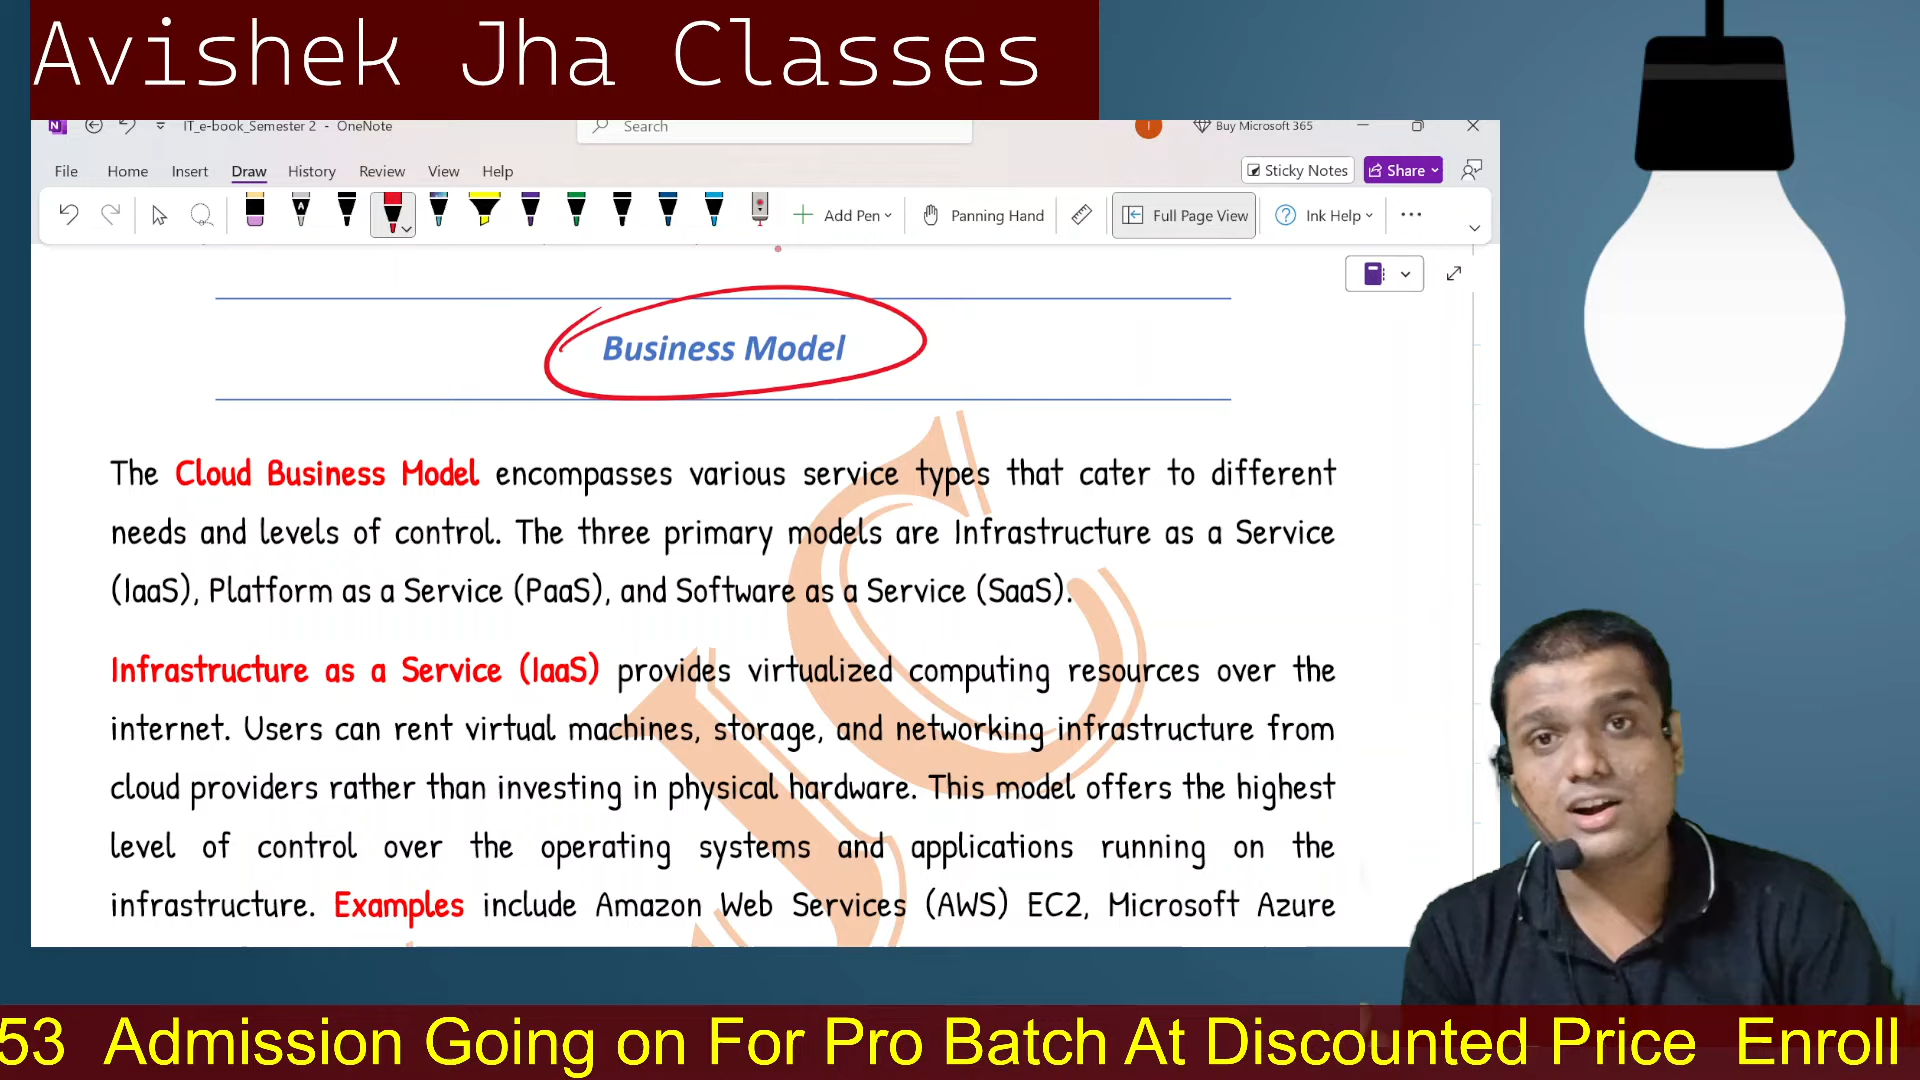 Avishek Jha Classes
IT_e-book_Semester 2 - OneNote
Search
I
Buy Microsoft 365
File Home Insert Draw History Review View Help
Sticky Notes
Share
A
Add Pen
Panning Hand
Full Page View
Ink Help
Business Model
The Cloud Business Model encompasses various service types that cater to different
needs and levels of control. The three primary models are Infrastructure as a Service
(IaaS), Platform as a Service (PaaS), and Software as a Service (SaaS).
Infrastructure as a Service (IaaS) provides virtualized computing resources over the
internet. Users can rent virtual machines, storage, and networking infrastructure from
cloud providers rather than investing in physical hardware. This model offers the highest
level of control over the operating systems and applications running on the
infrastructure. Examples include Amazon Web Services (AWS) EC2, Microsoft Azure
JC
53 Admission Going on For Pro Batch At Discounted Price Enroll